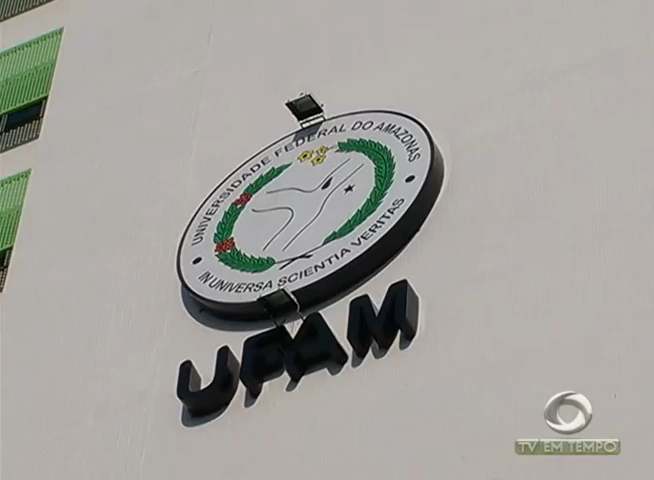 UNIVERSIDADE FEDERAL DO AMAZONAS
IN UNIVERSA SCIENTIA VERITAS
UFAM
TV EM TEMPO